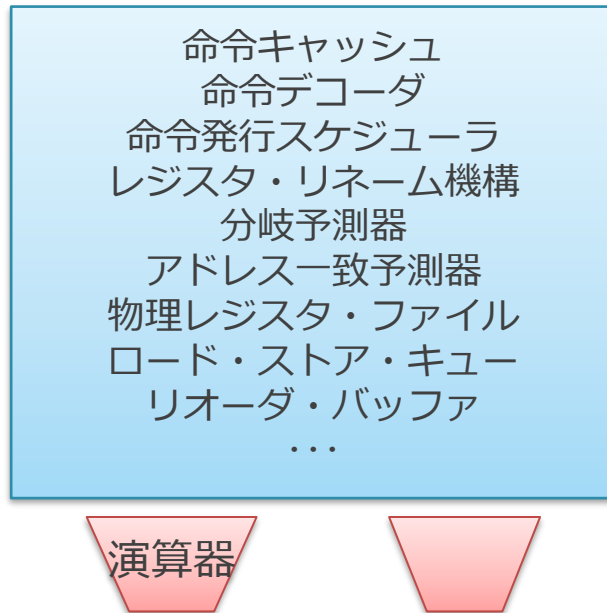 命令キャッシュ
命令デコーダ
命令発行スケジューラ
レジスタ・リネーム機構
分岐予測器
アドレス一致予測器
物理レジスタ・ファイル
ロード・ストア・キュー
リオーダ・バッファ
・・・
演算器